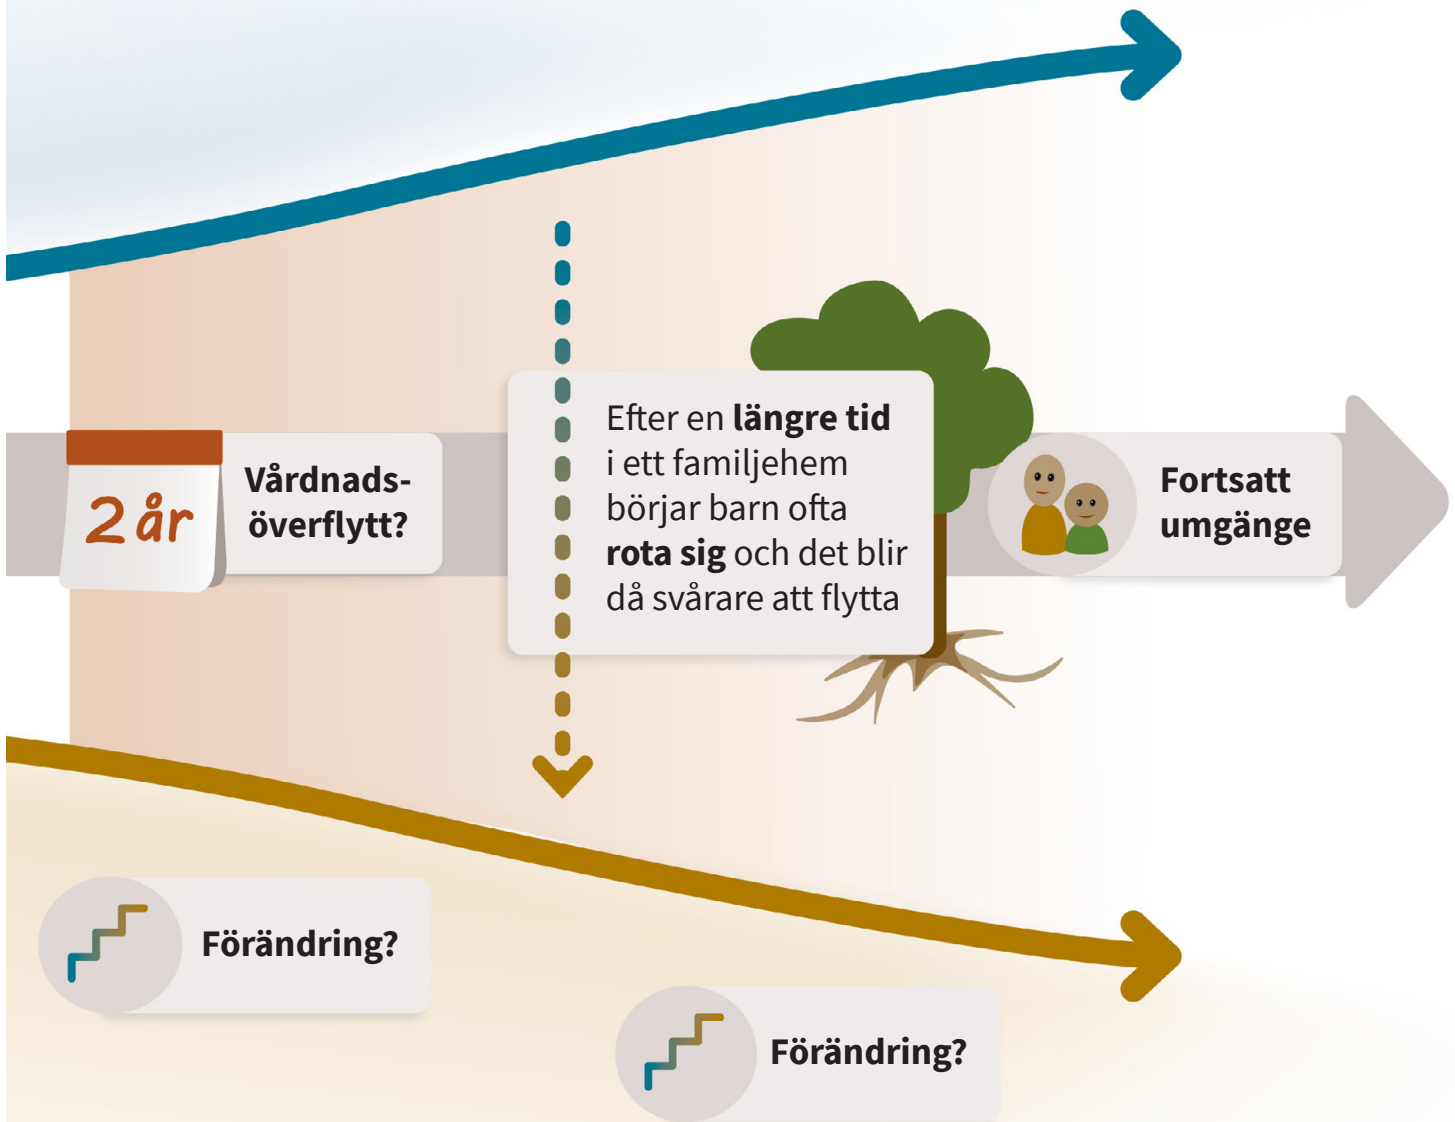 2 år
Vårdnads-
överflytt?
Efter en längre tid
i ett familjehem
börjar barn ofta
rota sig och det blir
då svårare att flytta
Fortsatt
umgänge
Förändring?
Förändring?